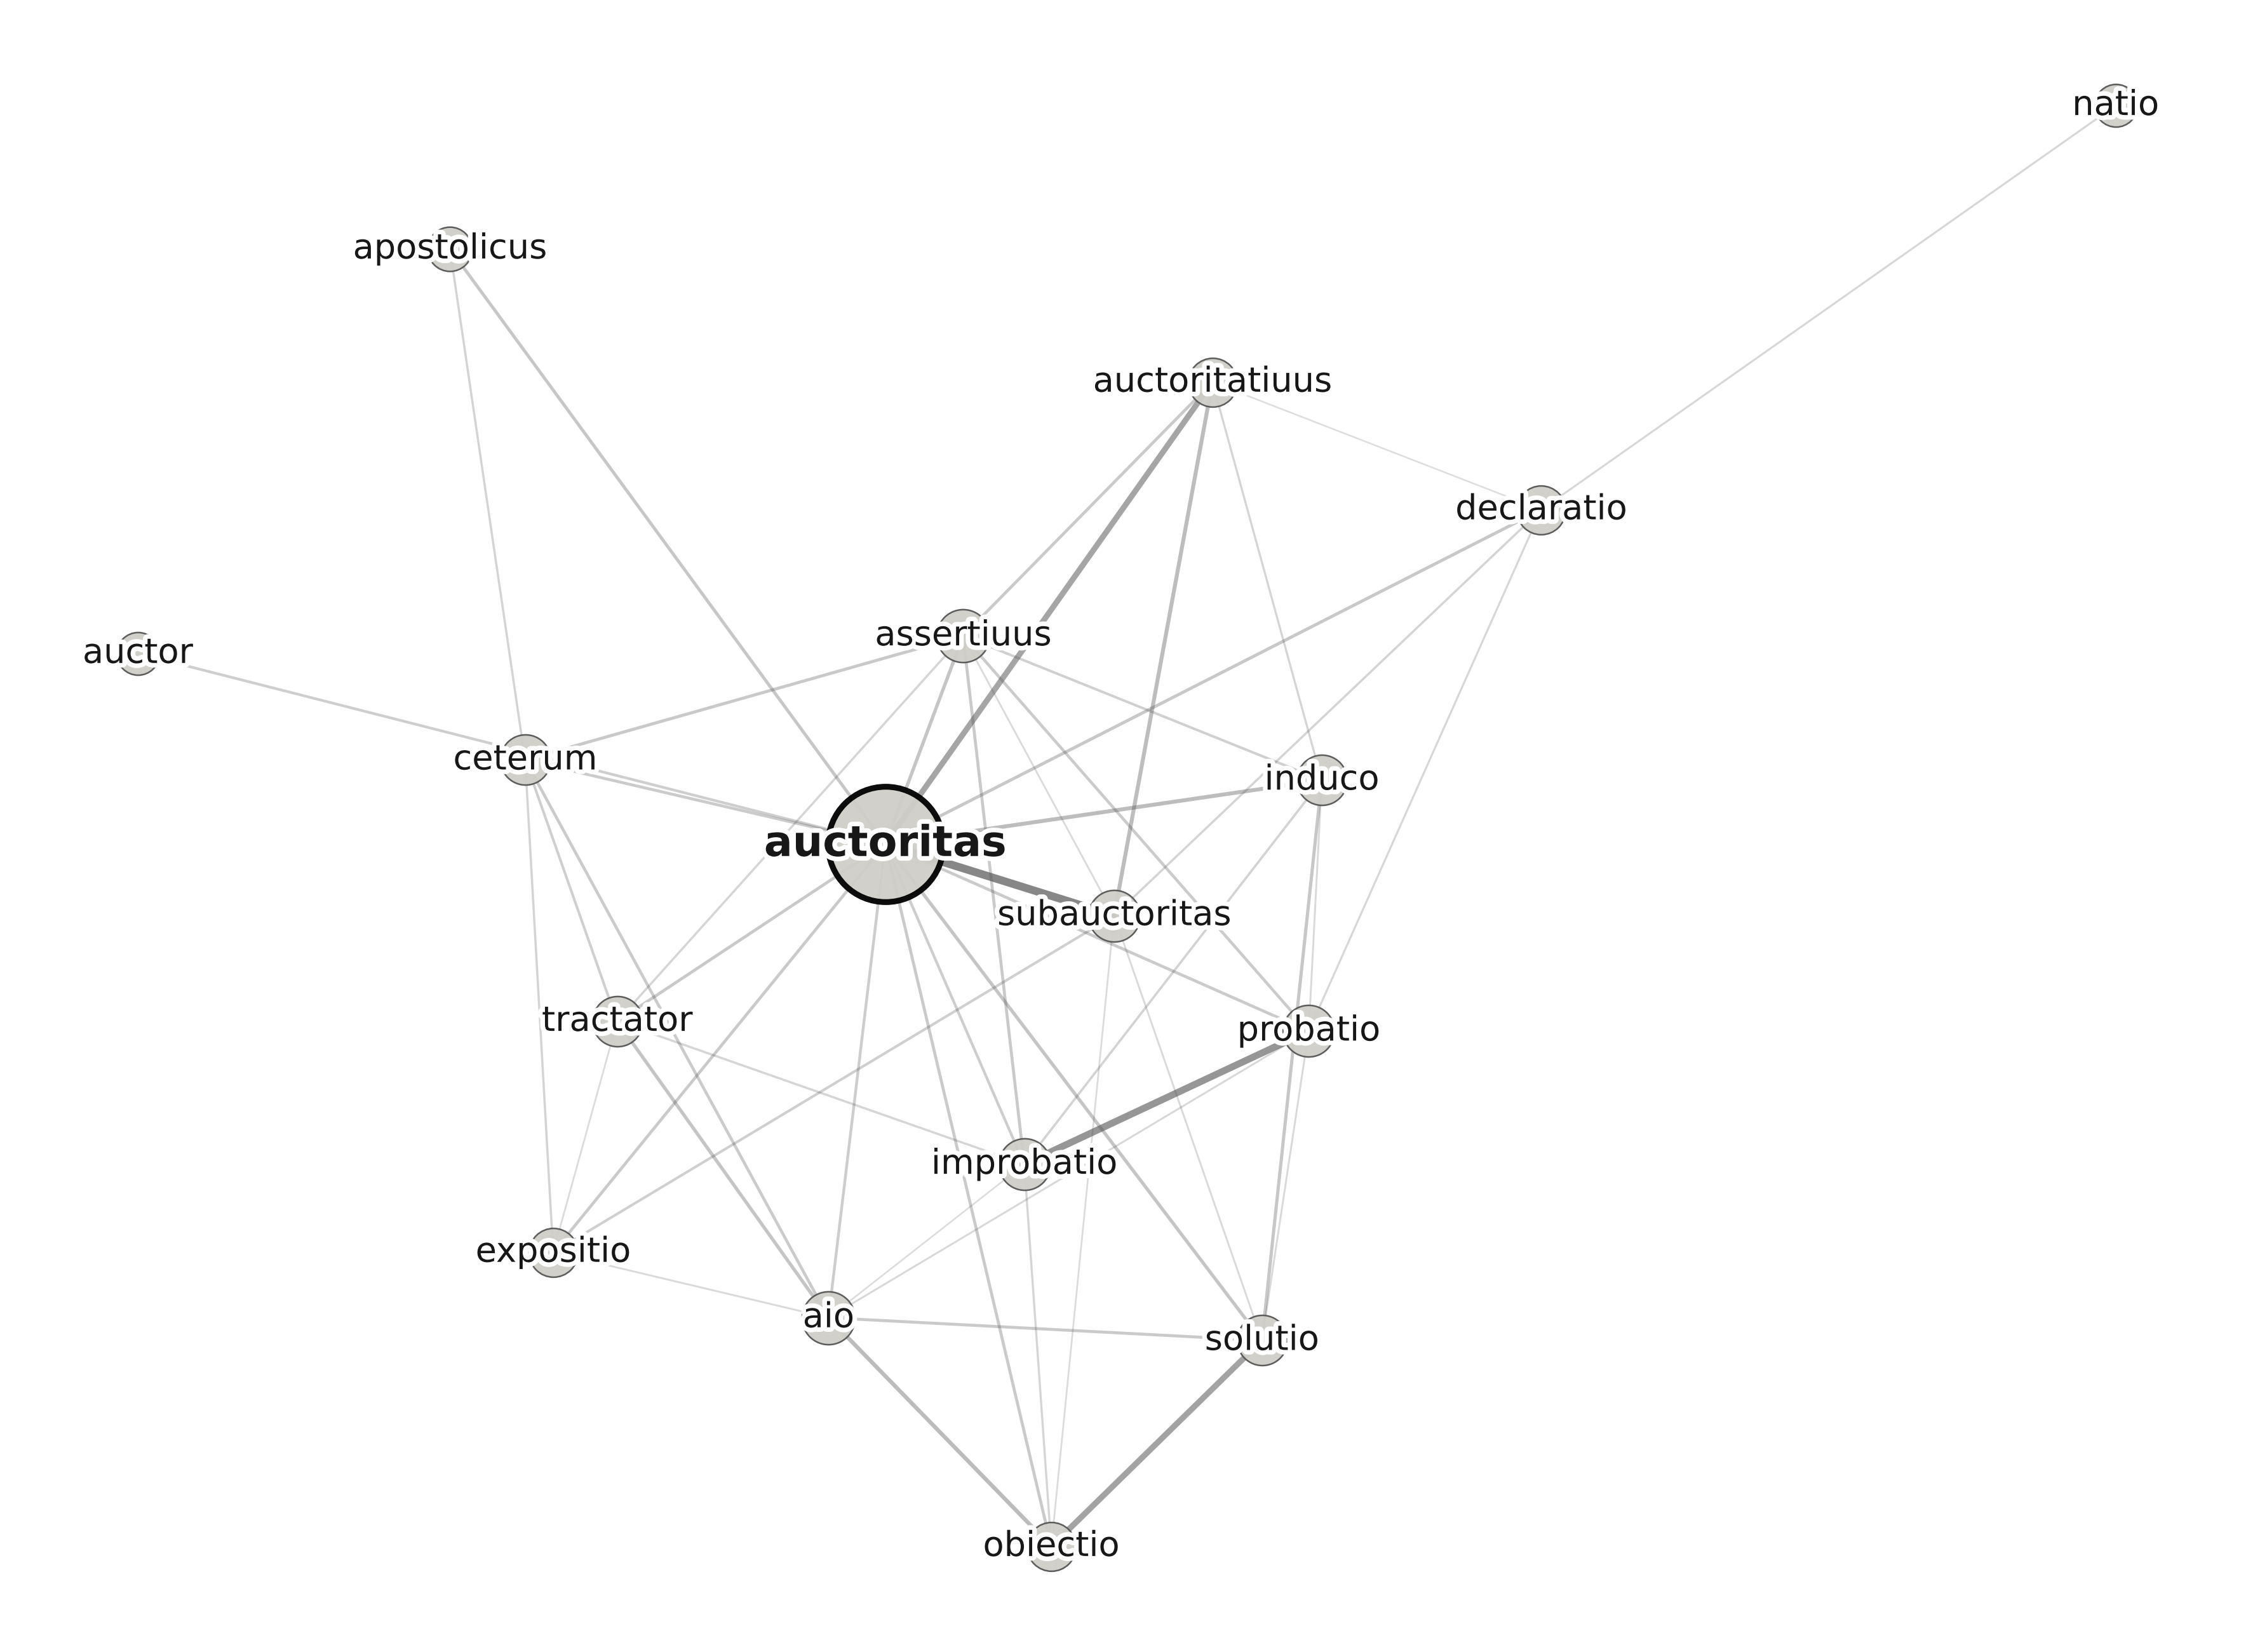 natio
apostolicus
auctoritatiuus
declaratio
assertiuus
auctor
ceterum
induco
auctoritas
subauctoritas
tractator
probatio
improbatio
expositio
aio
solutio
obiectio